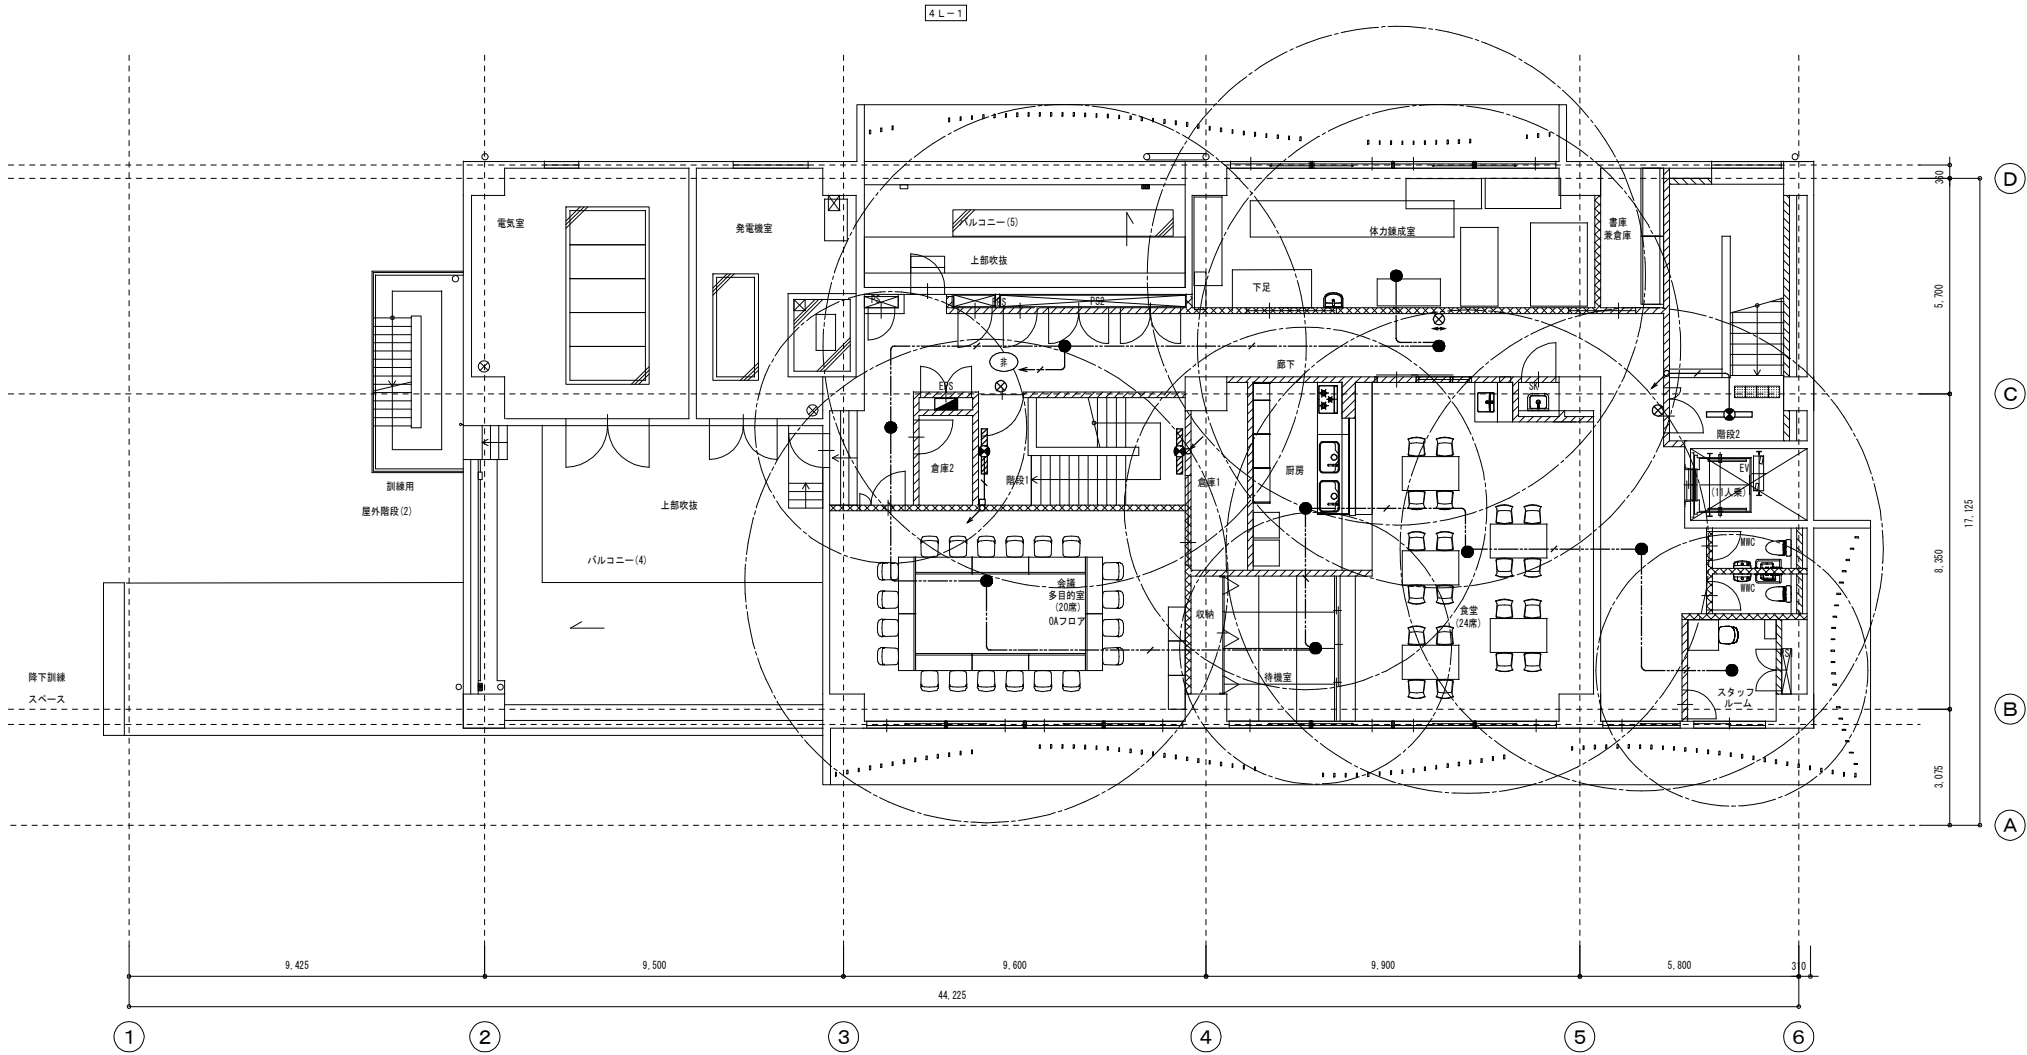 4L-1
D
360
電気室
発電機室
バルコニー(5)
体力錬成室
書庫
兼倉庫
上部吹抜
下足
PS
PS2
5,700
非
廊下
EPS
SK
C
階段2
倉庫2
階段1
倉庫1
厨房
EV
(11人乗)
訓練用
屋外階段(2)
上部吹抜
17,125
バルコニー(4)
MWC
8,350
会議
多目的室
(20席)
OAフロア
WWC
収納
食堂
(24席)
降下訓練
スペース
待機室
スタッフ
ルーム
B
3,075
A
9,425
9,500
9,600
9,900
5,800
310
44,225
1
2
3
4
5
6